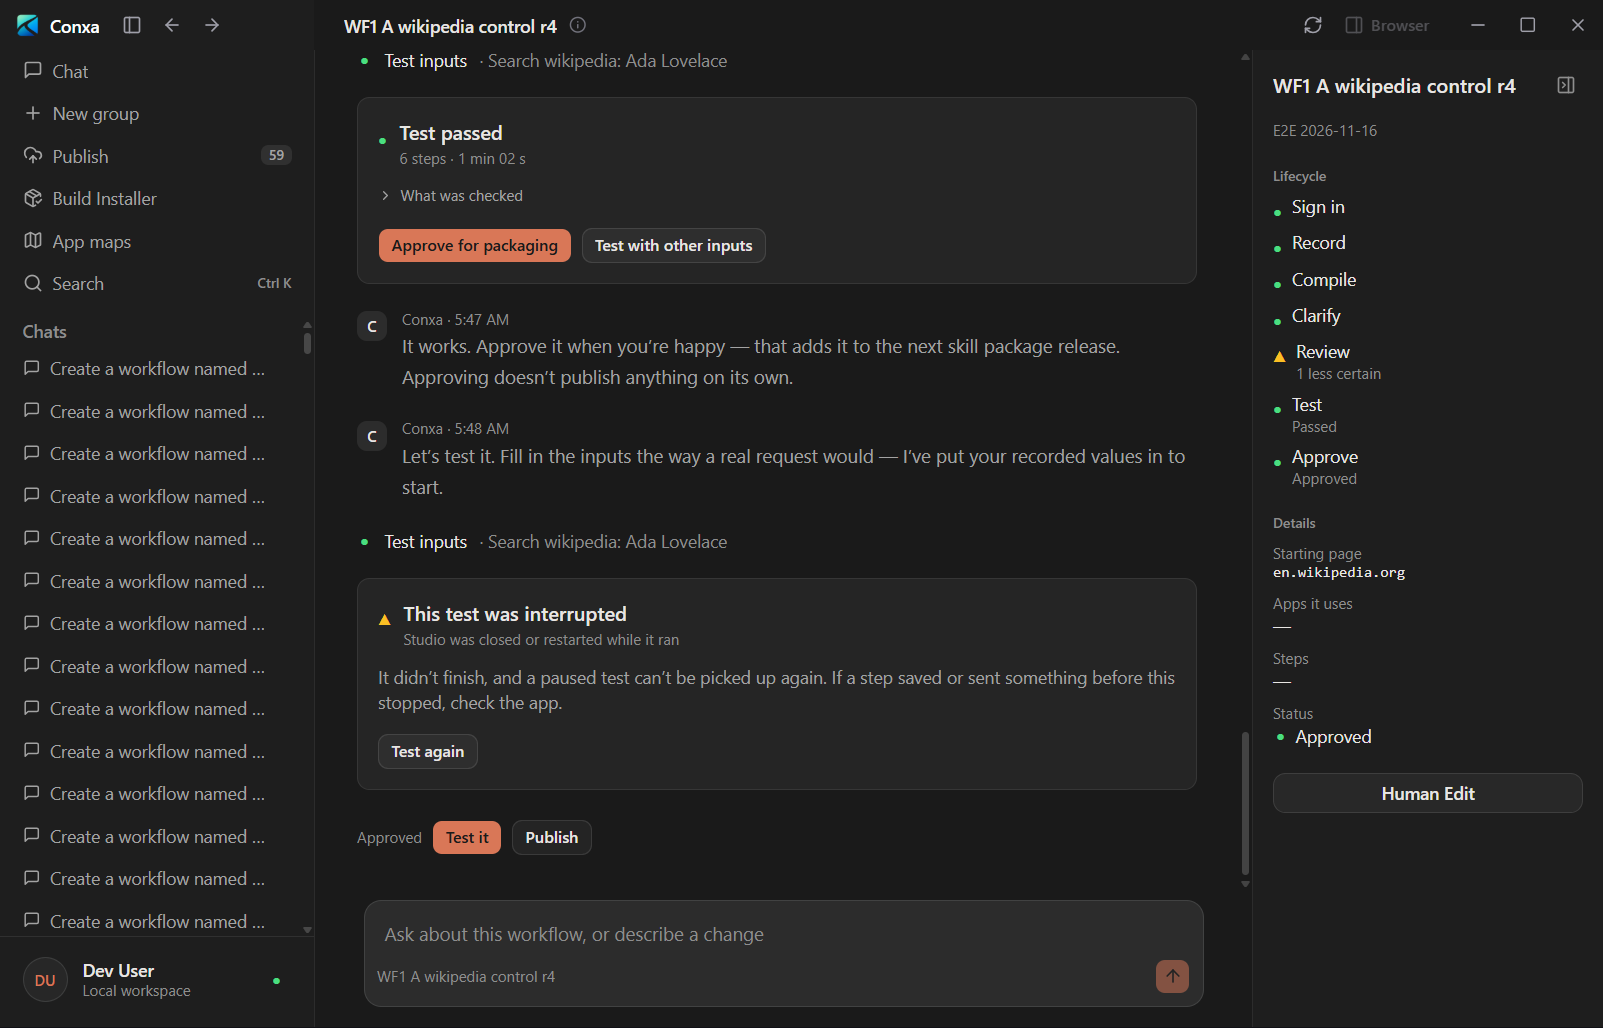 Conxa
Chat
New group
Publish
59
Build Installer
App maps
Search
Ctrl K
Chats
Create a workflow named ...
Create a workflow named ...
Create a workflow named ...
Create a workflow named ...
Create a workflow named ...
Create a workflow named ...
Create a workflow named ...
Create a workflow named ...
Create a workflow named ...
Create a workflow named ...
Create a workflow named ...
Create a workflow named ...
Create a workflow named ...
Create a workflow named ...
DU
Dev User
Local workspace
WF1 A wikipedia control r4
Browser
Test inputs · Search wikipedia: Ada Lovelace
Test passed
6 steps · 1 min 02 s
What was checked
Approve for packaging
Test with other inputs
C
Conxa · 5:47 AM
It works. Approve it when you’re happy — that adds it to the next skill package release.
Approving doesn’t publish anything on its own.
C
Conxa · 5:48 AM
Let’s test it. Fill in the inputs the way a real request would — I’ve put your recorded values in to
start.
Test inputs · Search wikipedia: Ada Lovelace
This test was interrupted
Studio was closed or restarted while it ran
It didn’t finish, and a paused test can’t be picked up again. If a step saved or sent something before this
stopped, check the app.
Test again
Approved
Test it
Publish
Ask about this workflow, or describe a change
WF1 A wikipedia control r4
WF1 A wikipedia control r4
E2E 2026-11-16
Lifecycle
Sign in
Record
Compile
Clarify
Review
1 less certain
Test
Passed
Approve
Approved
Details
Starting page
en.wikipedia.org
Apps it uses
—
Steps
—
Status
Approved
Human Edit